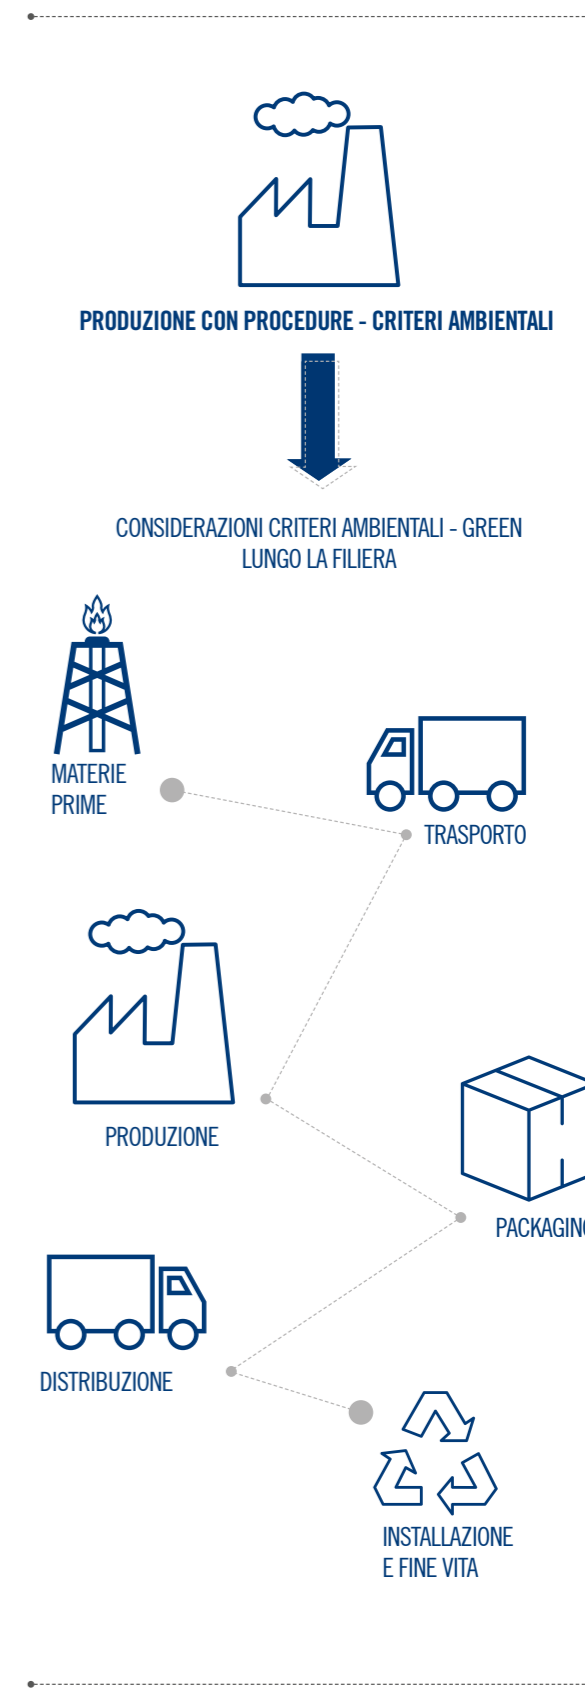 PRODUZIONE CON PROCEDURE - CRITERI AMBIENTALI
CONSIDERAZIONI CRITERI AMBIENTALI - GREEN
LUNGO LA FILIERA
MATERIE
PRIME
TRASPORTO
PRODUZIONE
PACKAGING
DISTRIBUZIONE
INSTALLAZIONE
E FINE VITA